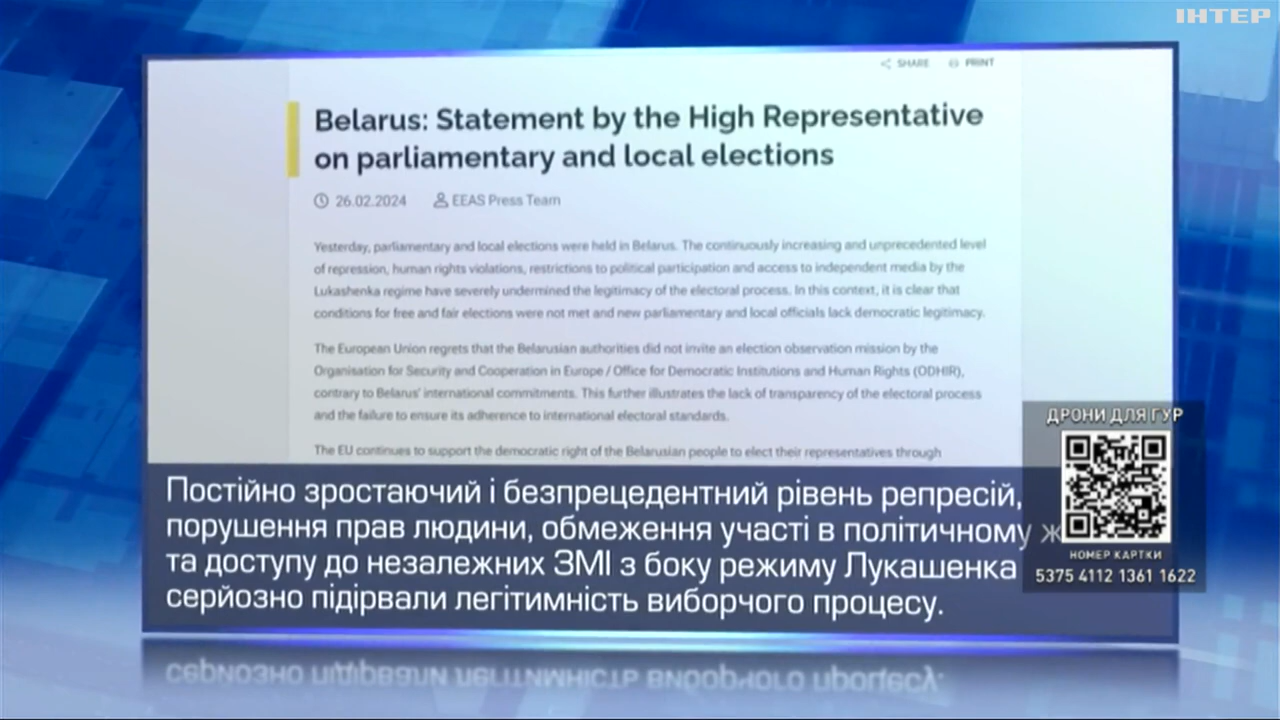 ІНТЕР
SHARE PRINT
Belarus: Statement by the High Representative
on parliamentary and local elections
26.02.2024 EEAS Press Team
Yesterday, parliamentary and local elections were held in Belarus. The continuously increasing and unprecedented level
of repression, human rights violations, restrictions to political participation and access to independent media by the
Lukashenka regime have severely undermined the legitimacy of the electoral process. In this context, it is clear that
conditions for free and fair elections were not met and new parliamentary and local officials lack democratic legitimacy.
The European Union regrets that the Belarusian authorities did not invite an election observation mission by the
Organisation for Security and Cooperation in Europe / Office for Democratic Institutions and Human Rights (ODHIR),
contrary to Belarus' international commitments. This further illustrates the lack of transparency of the electoral process
and the failure to ensure its adherence to international electoral standards.
The EU continues to support the democratic right of the Belarusian people to elect their representatives through
Постійно зростаючий і безпрецедентний рівень репресій,
порушення прав людини, обмеження участі в політичному
та доступу до незалежних ЗМІ з боку режиму Лукашенка
серйозно підірвали легітимність виборчого процесу.
ДРОНИ ДЛЯ ГУР
НОМЕР КАРТКИ
5375 4112 1361 1622